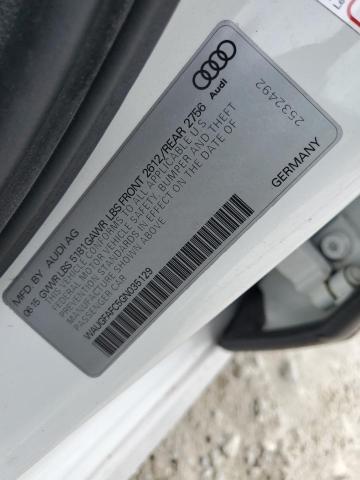 Audi
2532492
MFD. BY AUDI AG
06 15 GVWR LBS 5181 GAWR LBS FRONT 2612/REAR 2756
THIS VEHICLE CONFORMS TO ALL APPLICABLE U.S.
FEDERAL MOTOR VEHICLE SAFETY, BUMPER AND THEFT
PREVENTION STANDARDS IN EFFECT ON THE
DATE OF MANUFACTURE SHOWN ABOVE.
PASSENGER CAR
WAUGFAFC5GN035129
GERMANY